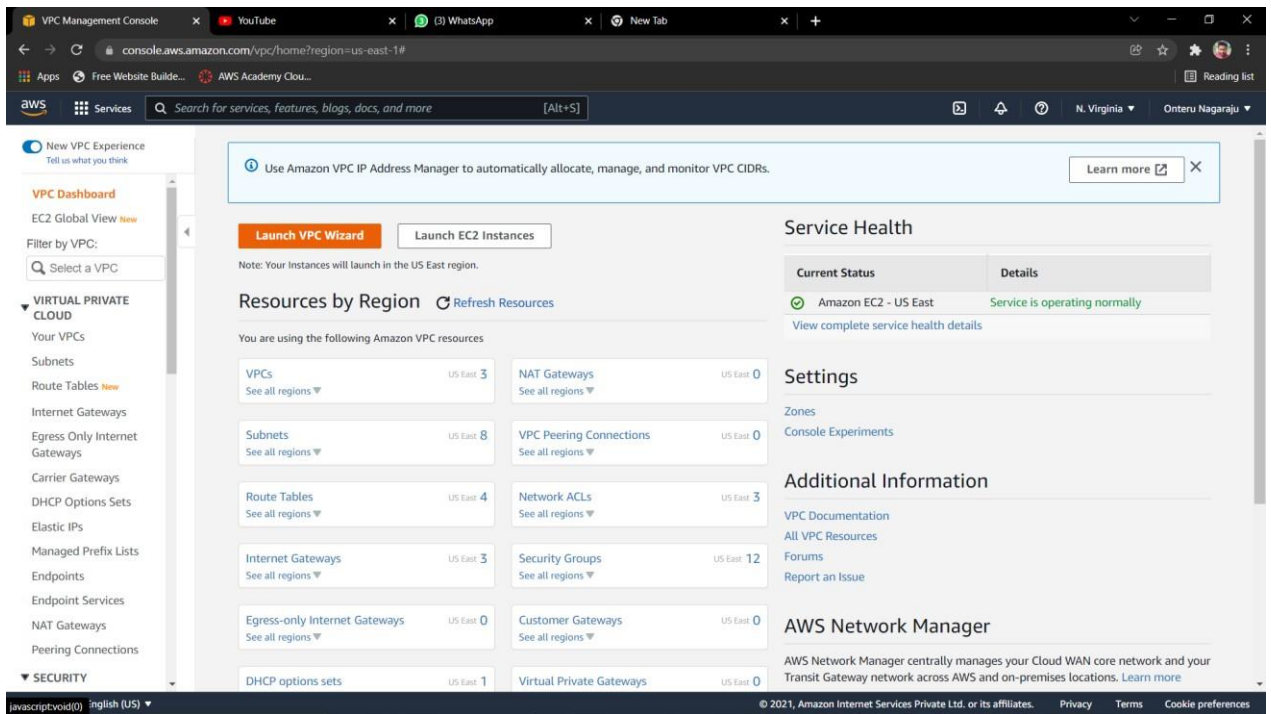 VPC Management Console
YouTube
(3) WhatsApp
New Tab
console.aws.amazon.com/vpc/home?region=us-east-1#
Apps
Free Website Builde...
AWS Academy Clou...
Reading list
aws
Services
Search for services, features, blogs, docs, and more
[Alt+S]
N. Virginia ▼
Onteru Nagaraju ▼
New VPC Experience
Tell us what you think
VPC Dashboard
EC2 Global View New
Filter by VPC:
Select a VPC
VIRTUAL PRIVATE
CLOUD
Your VPCs
Subnets
Route Tables New
Internet Gateways
Egress Only Internet
Gateways
Carrier Gateways
DHCP Options Sets
Elastic IPs
Managed Prefix Lists
Endpoints
Endpoint Services
NAT Gateways
Peering Connections
▼ SECURITY
Use Amazon VPC IP Address Manager to automatically allocate, manage, and monitor VPC CIDRs.
Learn more
Launch VPC Wizard
Launch EC2 Instances
Note: Your Instances will launch in the US East region.
Resources by Region
Refresh Resources
You are using the following Amazon VPC resources
VPCs US East 3
See all regions ▼
NAT Gateways US East 0
See all regions ▼
Subnets US East 8
See all regions ▼
VPC Peering Connections US East 0
See all regions ▼
Route Tables US East 4
See all regions ▼
Network ACLs US East 3
See all regions ▼
Internet Gateways US East 3
See all regions ▼
Security Groups US East 12
See all regions ▼
Egress-only Internet Gateways US East 0
See all regions ▼
Customer Gateways US East 0
See all regions ▼
DHCP options sets US East 1
Virtual Private Gateways US East 0
Service Health
Current Status Details
Amazon EC2 - US East Service is operating normally
View complete service health details
Settings
Zones
Console Experiments
Additional Information
VPC Documentation
All VPC Resources
Forums
Report an Issue
AWS Network Manager
AWS Network Manager centrally manages your Cloud WAN core network and your
Transit Gateway network across AWS and on-premises locations. Learn more
javascript:void(0)
nglish (US) ▼
© 2021, Amazon Internet Services Private Ltd. or its affiliates.
Privacy
Terms
Cookie preferences